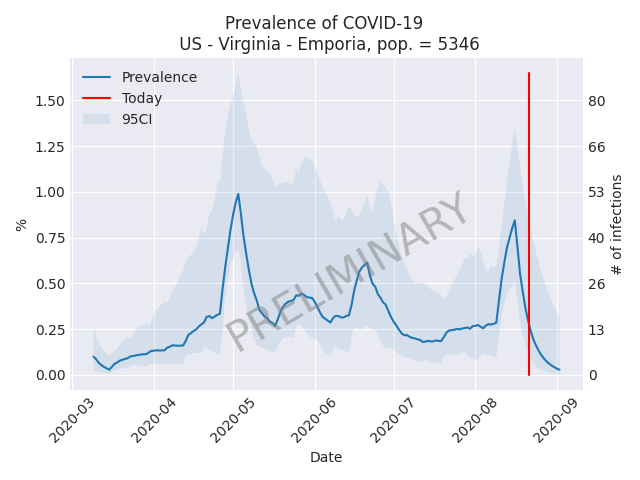 Prevalence of COVID-19
US - Virginia - Emporia, pop. = 5346
Prevalence
Today
95CI
PRELIMINARY
%
1.50
1.25
1.00
0.75
0.50
0.25
0.00
80
66
53
40
26
13
0
# of infections
2020-03
2020-04
2020-05
2020-06
2020-07
2020-08
2020-09
Date